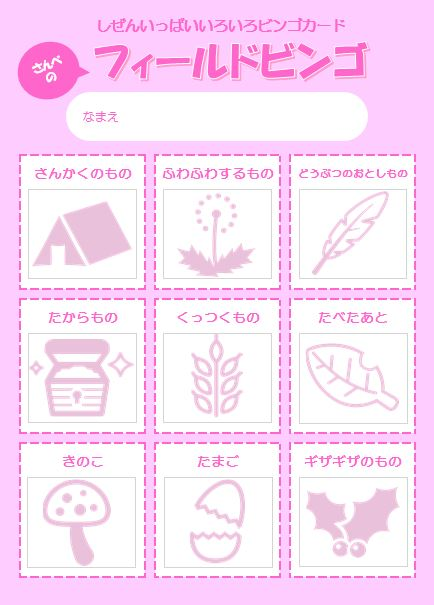 しぜんいっぱいいろいろビンゴカード
さんべの
フィールドビンゴ
なまえ
さんかくのもの
ふわふわするもの
どうぶつのおとしもの
たからもの
くっつくもの
たべたあと
きのこ
たまご
ギザギザのもの